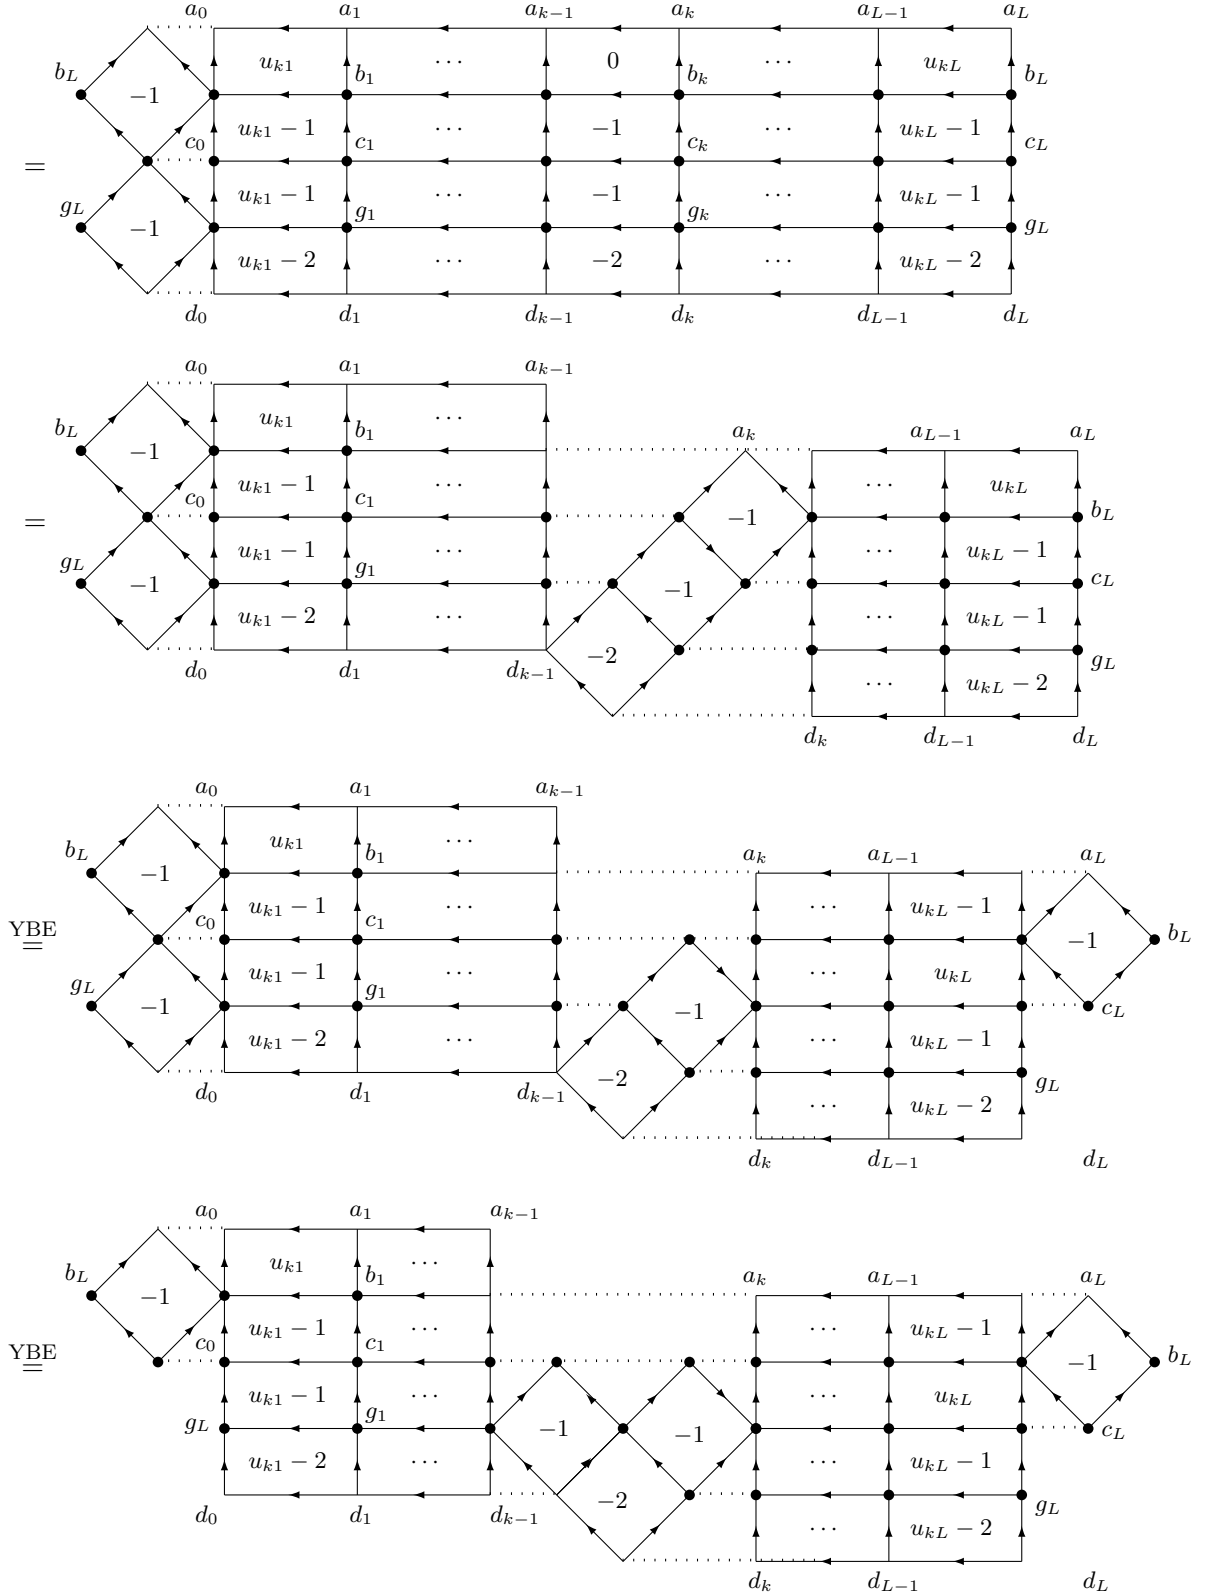 a_0 a_1 a_{k-1} a_k a_{L-1} a_L
u_{k1} ⋯ 0 ⋯ u_{kL}
b_L −1 b_1 b_k b_L
u_{k1} − 1 ⋯ −1 ⋯ u_{kL} − 1
= c_0 c_1 c_k c_L
u_{k1} − 1 ⋯ −1 ⋯ u_{kL} − 1
g_L −1 g_1 g_k g_L
u_{k1} − 2 ⋯ −2 ⋯ u_{kL} − 2
d_0 d_1 d_{k-1} d_k d_{L-1} d_L
a_0 a_1 a_{k-1}
u_{k1} ⋯ a_k a_{L-1} a_L
b_L −1 b_1
u_{k1} − 1 ⋯ ⋯ u_{kL}
= c_0 c_1 −1 b_L
u_{k1} − 1 ⋯ ⋯ u_{kL} − 1
g_L −1 g_1 −1 c_L
u_{k1} − 2 ⋯ ⋯ u_{kL} − 1
d_0 d_1 d_{k-1} −2 g_L
⋯ u_{kL} − 2
d_k d_{L-1} d_L
a_0 a_1 a_{k-1}
u_{k1} ⋯ a_k a_{L-1} a_L
b_L −1 b_1
u_{k1} − 1 ⋯ ⋯ u_{kL} − 1
YBE
= c_0 c_1 −1 b_L
u_{k1} − 1 ⋯ ⋯ u_{kL}
g_L −1 g_1 −1 c_L
u_{k1} − 2 ⋯ ⋯ u_{kL} − 1
d_0 d_1 d_{k-1} −2 g_L
⋯ u_{kL} − 2
d_k d_{L-1} d_L
a_0 a_1 a_{k-1}
u_{k1} ⋯ a_k a_{L-1} a_L
b_L −1 b_1
u_{k1} − 1 ⋯ ⋯ u_{kL} − 1
YBE
= c_0 c_1 −1 b_L
u_{k1} − 1 ⋯ ⋯ u_{kL}
g_L g_1 −1 −1 c_L
u_{k1} − 2 ⋯ ⋯ u_{kL} − 1
d_0 d_1 d_{k-1} −2 g_L
⋯ u_{kL} − 2
d_k d_{L-1} d_L